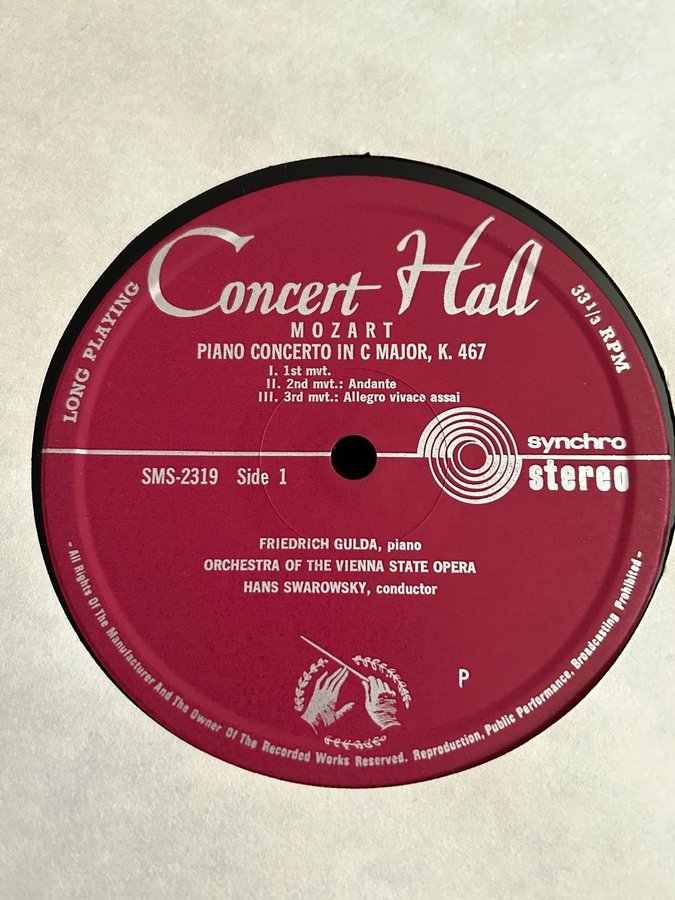 Concert Hall
LONG PLAYING
33 1/3 RPM
MOZART
PIANO CONCERTO IN C MAJOR, K. 467
I. 1st mvt.
II. 2nd mvt.: Andante
III. 3rd mvt.: Allegro vivaco assai
synchro
stereo
SMS-2319 Side 1
FRIEDRICH GULDA, piano
ORCHESTRA OF THE VIENNA STATE OPERA
HANS SWAROWSKY, conductor
P
- All Rights Of The Manufacturer And The Owner Of The Recorded Works Reserved. Reproduction, Public Performance, Broadcasting Prohibited -